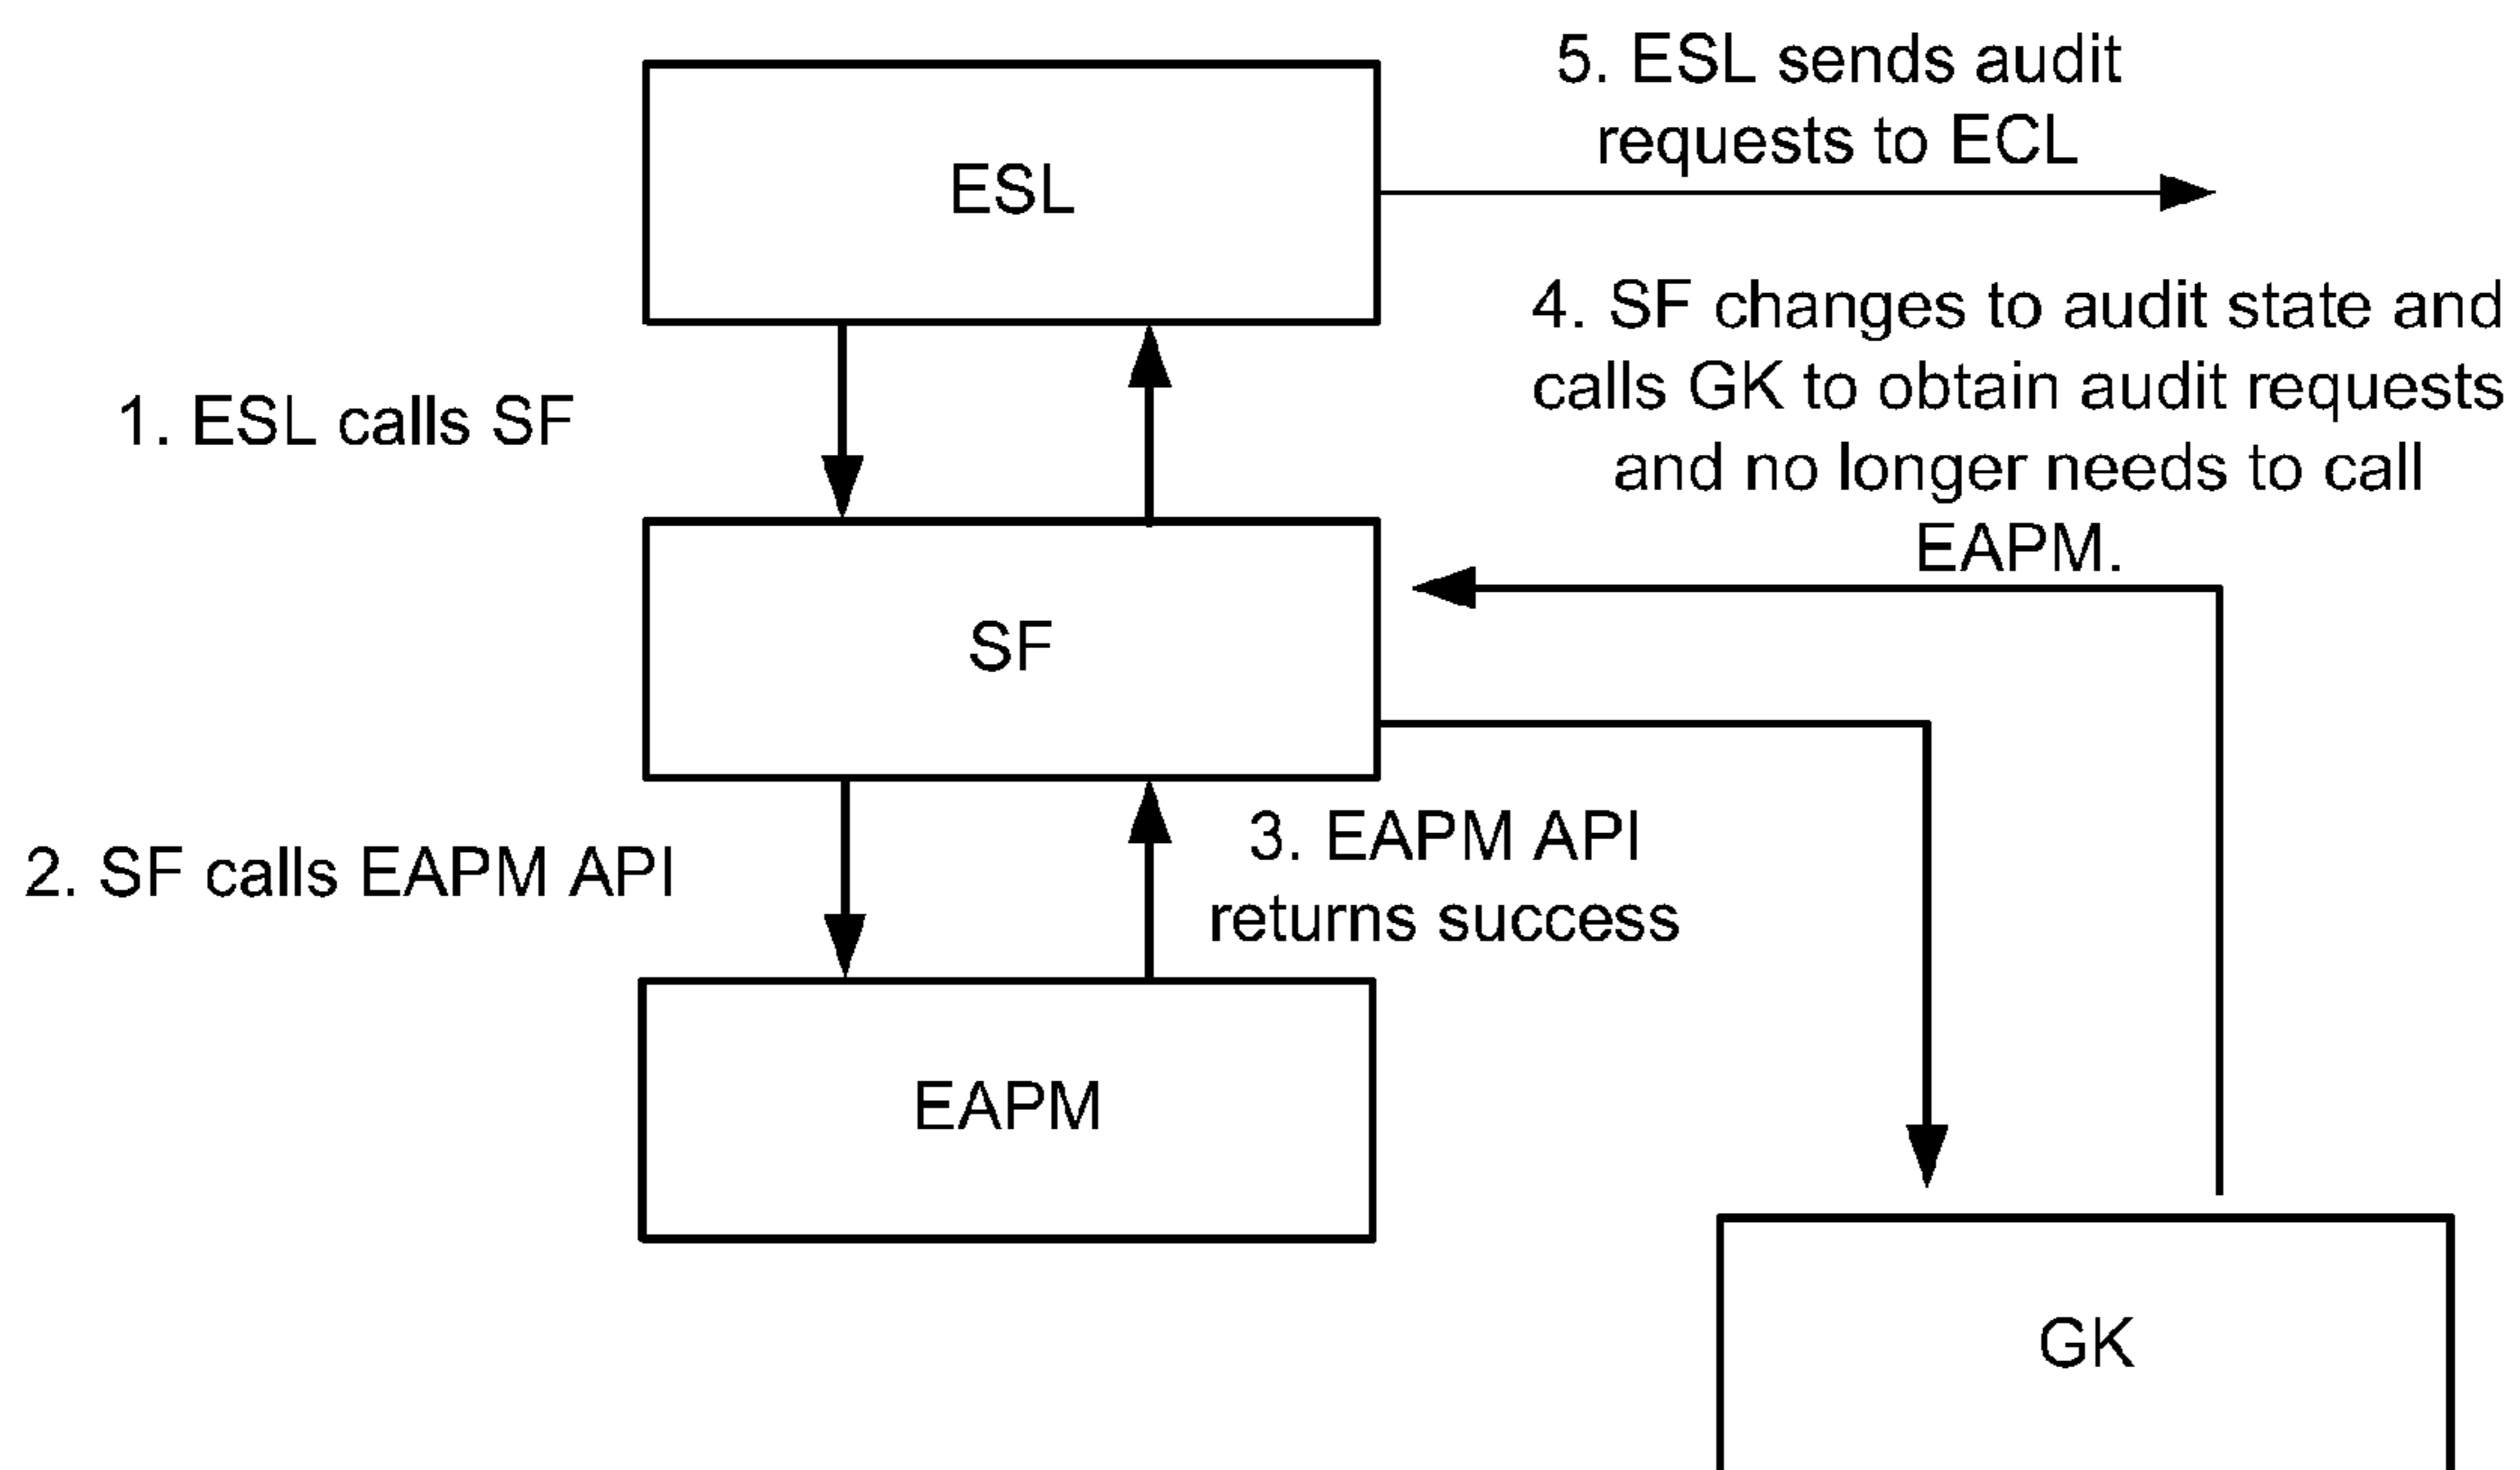 5. ESL sends audit
requests to ECL
ESL
4. SF changes to audit state and
calls GK to obtain audit requests
and no longer needs to call
EAPM.
1. ESL calls SF
SF
2. SF calls EAPM API
3. EAPM API
returns success
EAPM
GK